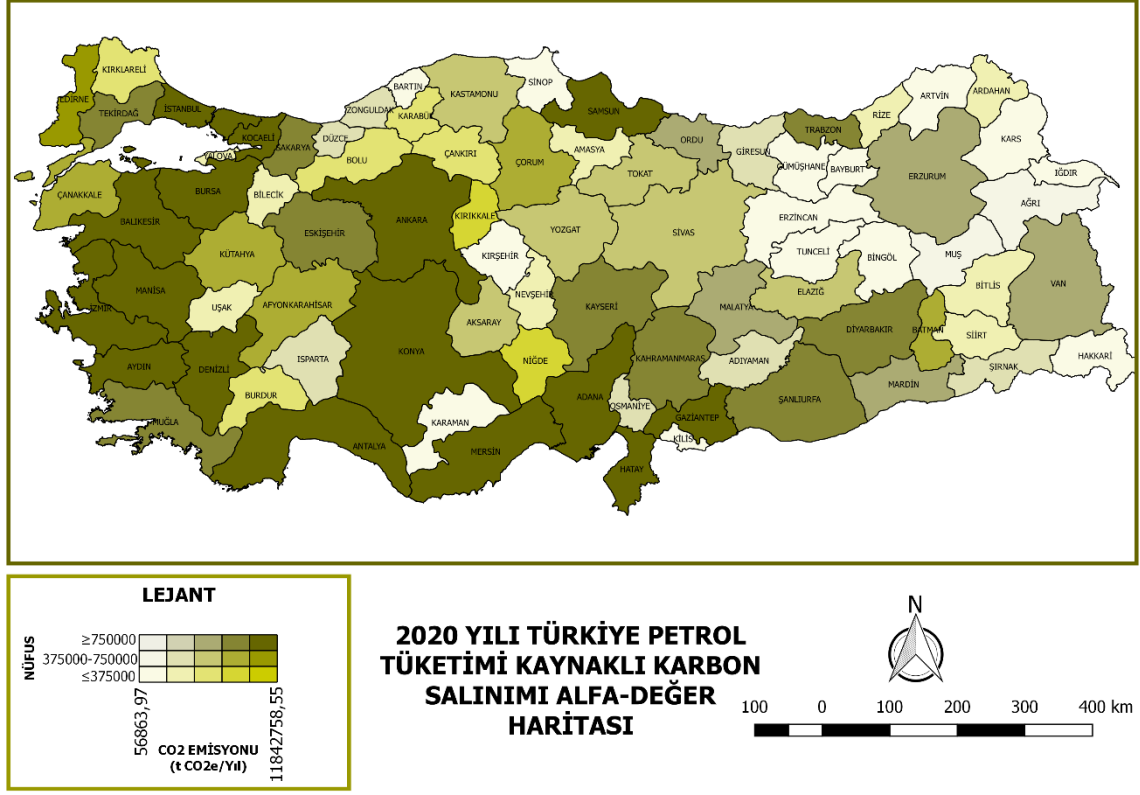 KIRKLARELİ
EDİRNE
TEKİRDAĞ
İSTANBUL
KOCAELİ
YALOVA
SAKARYA
DÜZCE
ZONGULDAK
BARTIN
KARABÜK
KASTAMONU
SİNOP
SAMSUN
BOLU
ÇANKIRI
ÇORUM
AMASYA
ORDU
TOKAT
GİRESUN
TRABZON
GÜMÜŞHANE
BAYBURT
RİZE
ARTVİN
ARDAHAN
KARS
IĞDIR
AĞRI
ERZURUM
ERZİNCAN
ÇANAKKALE
BALIKESİR
BURSA
BİLECİK
ESKİŞEHİR
ANKARA
KIRIKKALE
YOZGAT
SİVAS
TUNCELİ
BİNGÖL
MUŞ
KÜTAHYA
KIRŞEHİR
NEVŞEHİR
KAYSERİ
MALATYA
ELAZIĞ
BİTLİS
VAN
MANİSA
İZMİR
UŞAK
AFYONKARAHİSAR
AKSARAY
KONYA
NİĞDE
KAHRAMANMARAŞ
ADIYAMAN
DİYARBAKIR
BATMAN
SİİRT
HAKKARİ
ŞIRNAK
MARDİN
AYDIN
DENİZLİ
ISPARTA
BURDUR
MUĞLA
ANTALYA
KARAMAN
MERSİN
ADANA
OSMANİYE
GAZİANTEP
ŞANLIURFA
KİLİS
HATAY
LEJANT
NÜFUS
≥750000
375000-750000
≤375000
56863,97
11842758,55
CO2 EMİSYONU
(t CO2e/Yıl)
2020 YILI TÜRKİYE PETROL
TÜKETİMİ KAYNAKLI KARBON
SALINIMI ALFA-DEĞER
HARİTASI
N
100 0 100 200 300 400 km